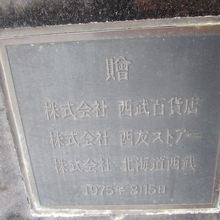 贈
株式会社 西武百貨店
株式会社 西友ストアー
株式会社 北海道西武
1975年8月15日